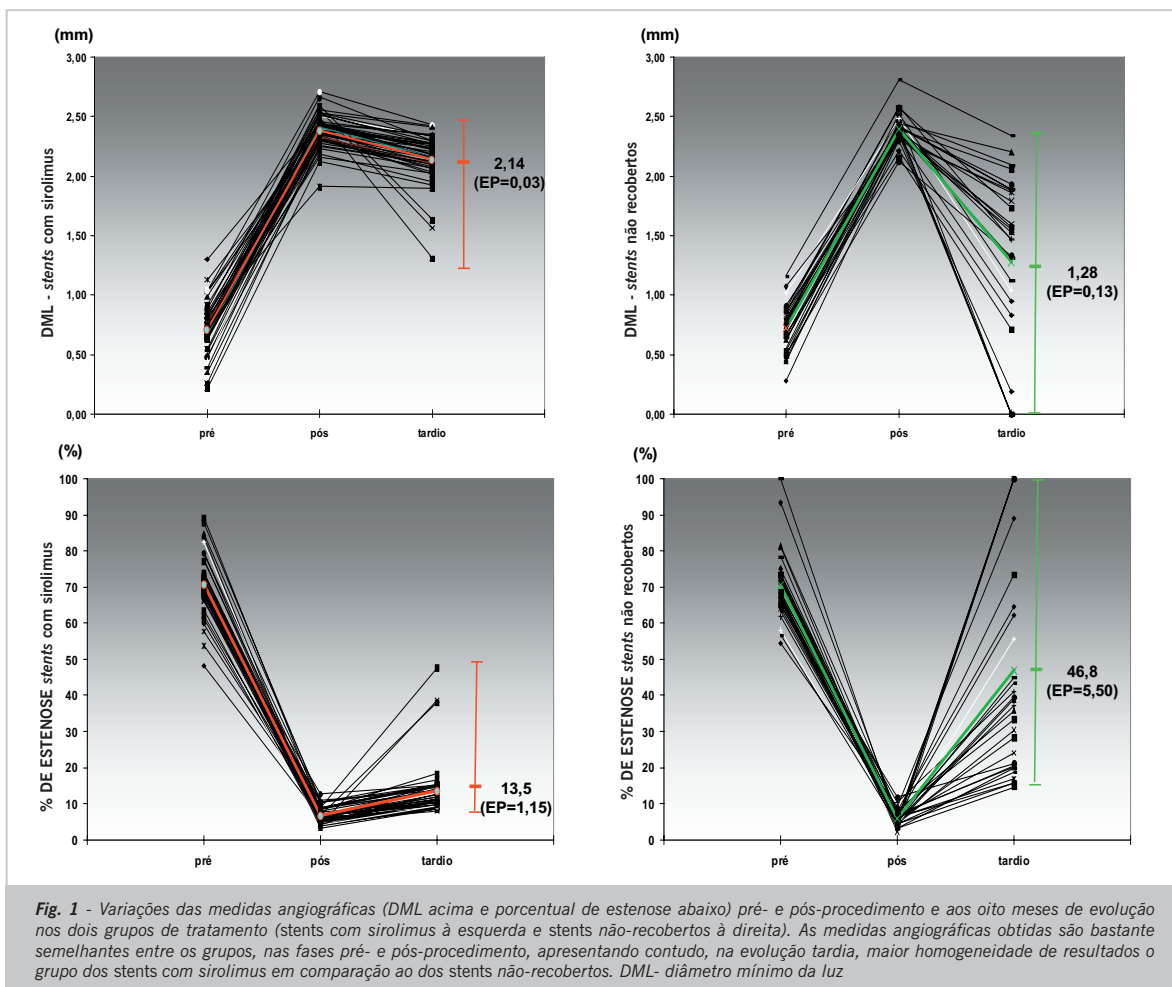 (mm)
3,00
2,50
2,00
1,50
1,00
0,50
0,00
DML - stents com sirolimus
2,14
(EP=0,03)
pré
pós
tardio
(mm)
3,00
2,50
2,00
1,50
1,00
0,50
0,00
DML - stents não recobertos
1,28
(EP=0,13)
pré
pós
tardio
(%)
100
90
80
70
60
50
40
30
20
10
0
% DE ESTENOSE stents com sirolimus
13,5
(EP=1,15)
pré
pós
tardio
(%)
100
90
80
70
60
50
40
30
20
10
0
% DE ESTENOSE stents não recobertos
46,8
(EP=5,50)
pré
pós
tardio
Fig. 1 - Variações das medidas angiográficas (DML acima e porcentual de estenose abaixo) pré- e pós-procedimento e aos oito meses de evolução
nos dois grupos de tratamento (stents com sirolimus à esquerda e stents não-recobertos à direita). As medidas angiográficas obtidas são bastante
semelhantes entre os grupos, nas fases pré- e pós-procedimento, apresentando contudo, na evolução tardia, maior homogeneidade de resultados o
grupo dos stents com sirolimus em comparação ao dos stents não-recobertos. DML- diâmetro mínimo da luz